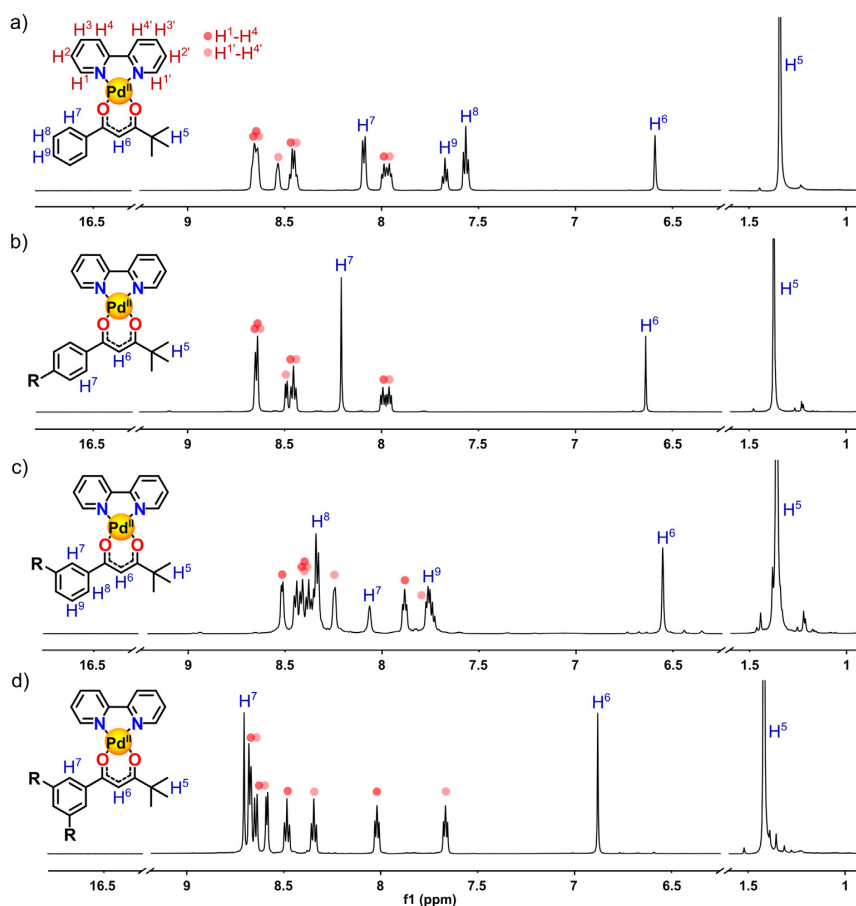 a)
H³ H⁴ H⁴' H³'
H² H²'
H¹ N N H¹'
Pd^II
O O
H⁷
H⁸
H⁹
H⁶
H⁵
H¹-H⁴
H¹'-H⁴'
H⁷ H⁹ H⁸ H⁶ H⁵
16.5 9 8.5 8 7.5 7 6.5 1.5 1
b)
N N
Pd^II
O O
H⁶
H⁵
R
H⁷
H⁷ H⁶ H⁵
16.5 9 8.5 8 7.5 7 6.5 1.5 1
c)
N N
Pd^II
O O
R
H⁷
H⁶
H⁵
H⁸
H⁹
H⁸ H⁷ H⁹ H⁶ H⁵
16.5 9 8.5 8 7.5 7 6.5 1.5 1
d)
N N
Pd^II
O O
H⁷
R
H⁶
H⁵
R
H⁷ H⁶ H⁵
16.5 9 8.5 8 7.5 7 6.5 1.5 1
f1 (ppm)